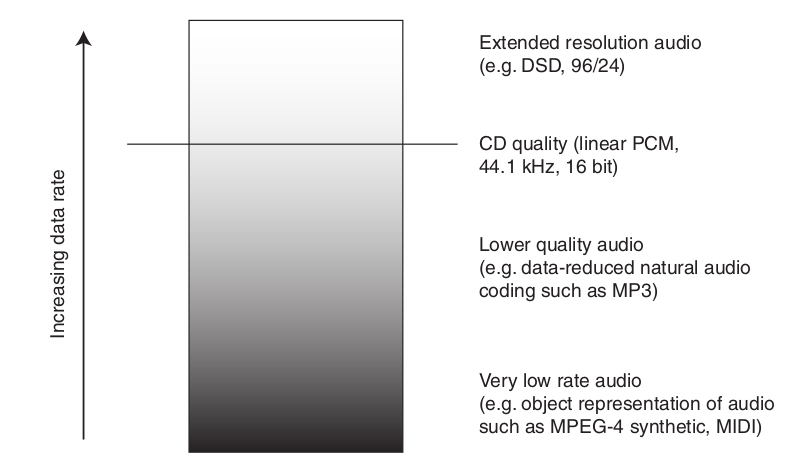 Increasing data rate
Extended resolution audio
(e.g. DSD, 96/24)
CD quality (linear PCM,
44.1 kHz, 16 bit)
Lower quality audio
(e.g. data-reduced natural audio
coding such as MP3)
Very low rate audio
(e.g. object representation of audio
such as MPEG-4 synthetic, MIDI)